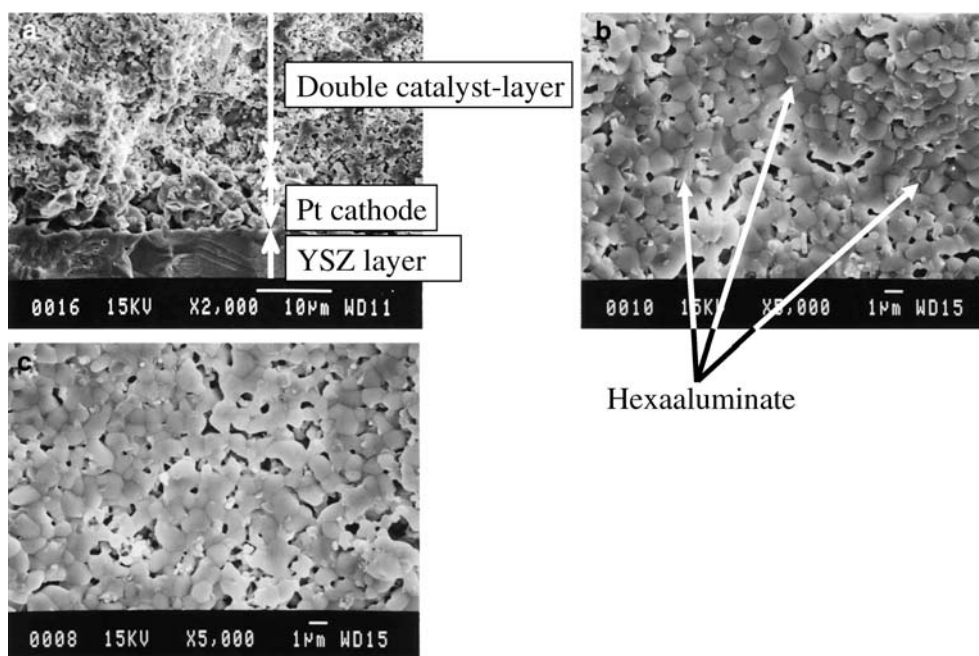 a
Double catalyst-layer
Pt cathode
YSZ layer
0016 15KV X2,000 10µm WD11
b
0010 15KV X5,000 1µm WD15
Hexaaluminate
c
0008 15KV X5,000 1µm WD15